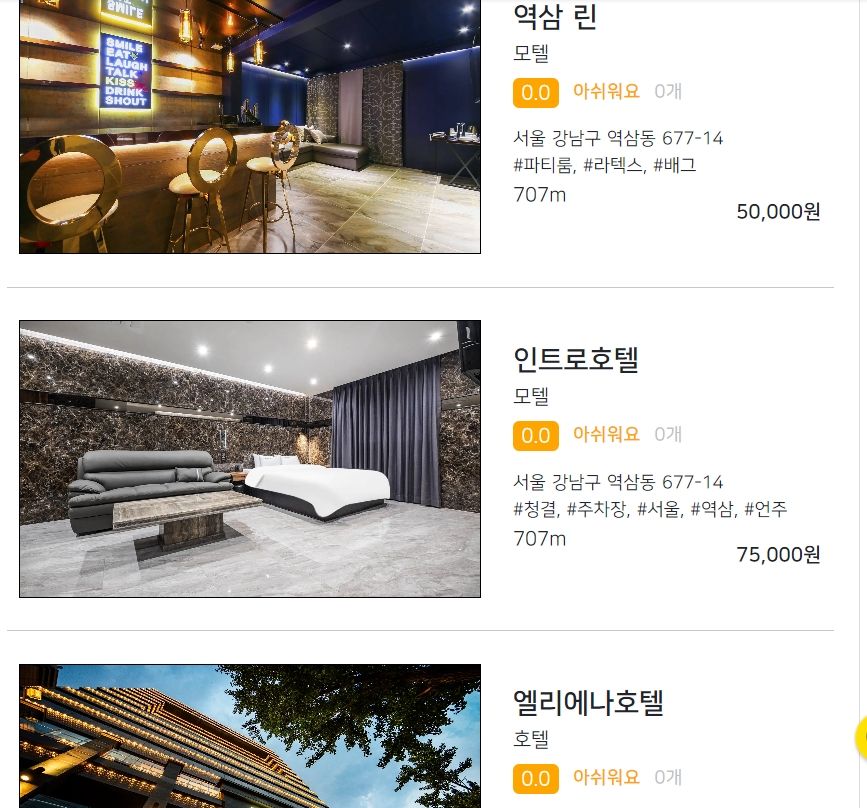 SMILE
SMILE
EAT
LAUGH
TALK
KISS
DRINK
SHOUT
역삼 린
모텔
0.0 아쉬워요 0개
서울 강남구 역삼동 677-14
#파티룸, #라텍스, #배그
707m
50,000원
인트로호텔
모텔
0.0 아쉬워요 0개
서울 강남구 역삼동 677-14
#청결, #주차장, #서울, #역삼, #언주
707m
75,000원
엘리에나호텔
호텔
0.0 아쉬워요 0개